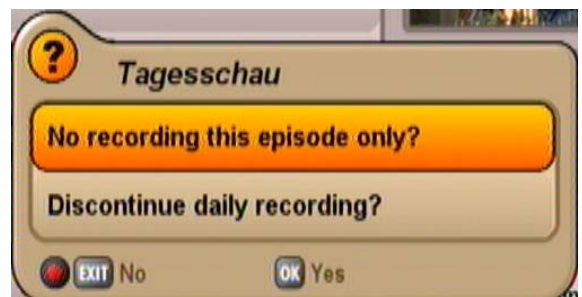 ?
Tagesschau
No recording this episode only?
Discontinue daily recording?
EXIT No OK Yes